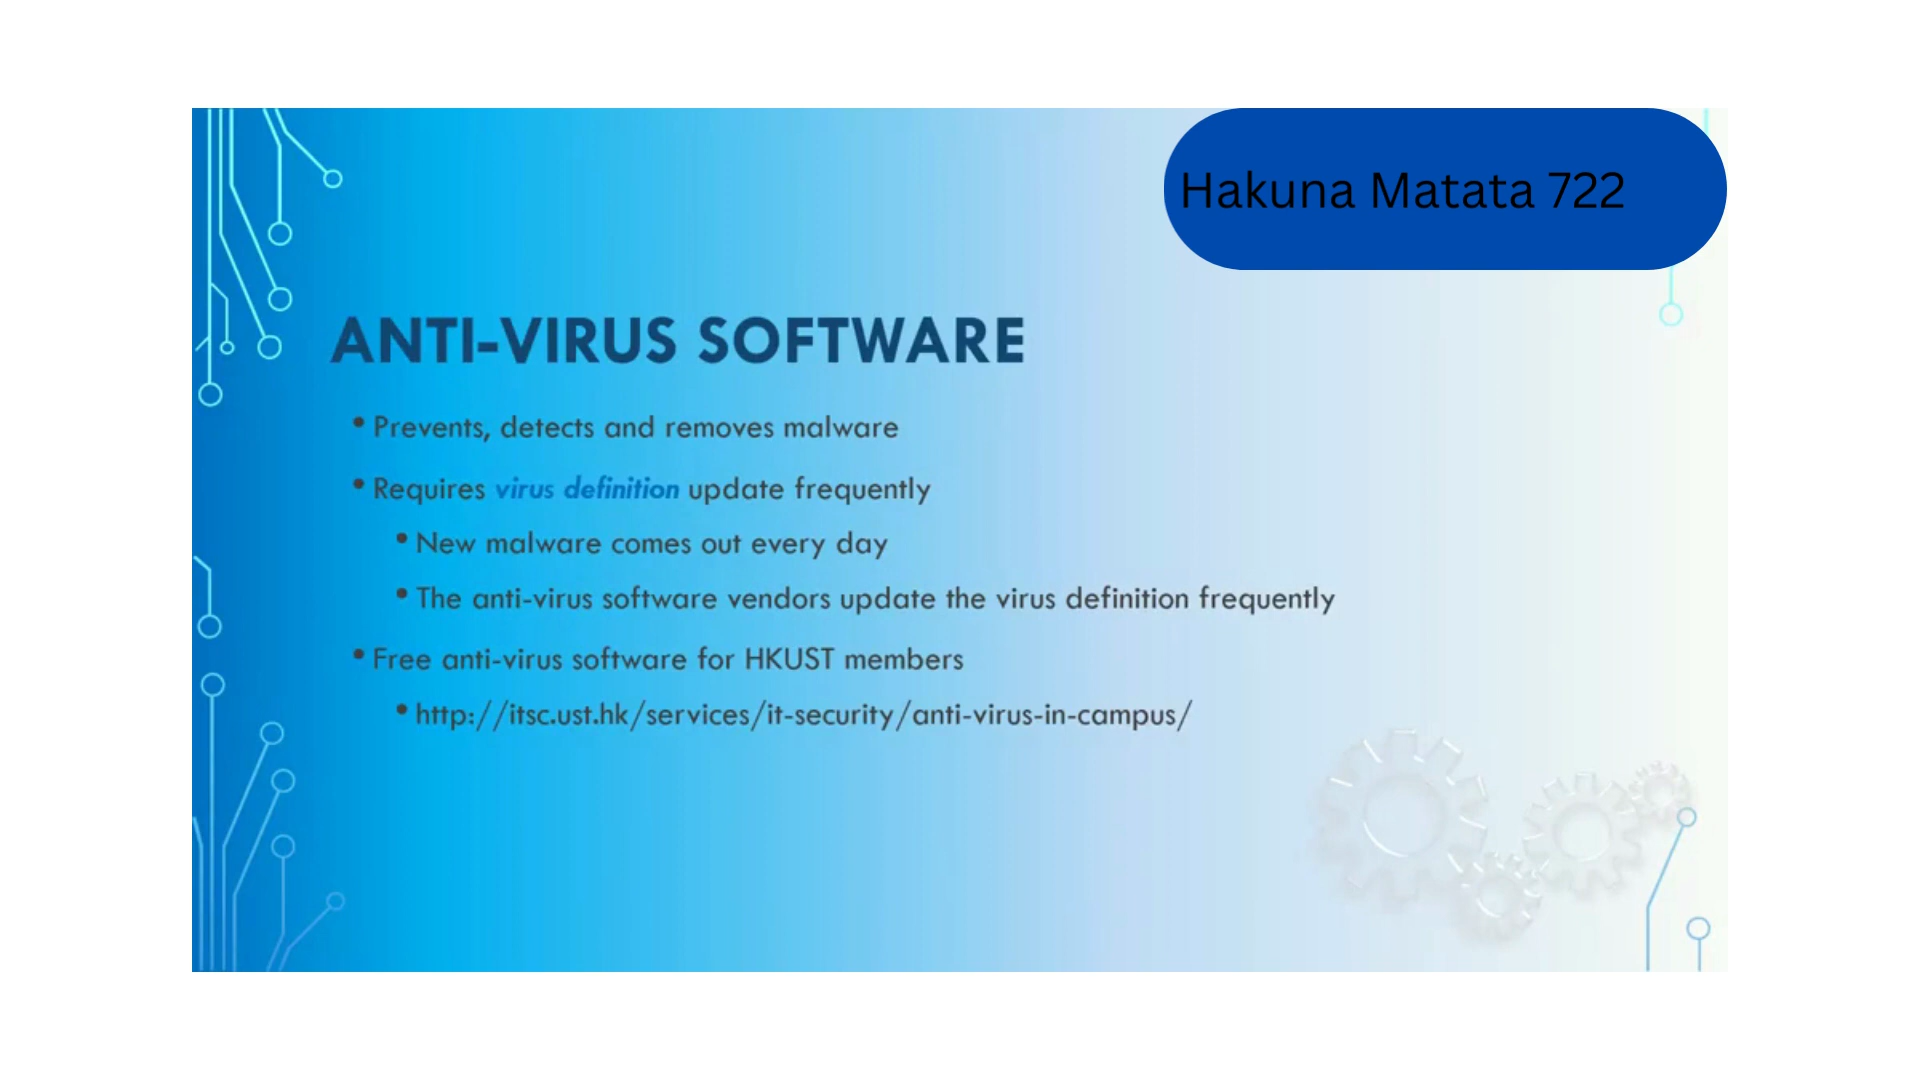 Hakuna Matata 722
ANTI-VIRUS SOFTWARE
• Prevents, detects and removes malware
• Requires virus definition update frequently
• New malware comes out every day
• The anti-virus software vendors update the virus definition frequently
• Free anti-virus software for HKUST members
• http://itsc.ust.hk/services/it-security/anti-virus-in-campus/